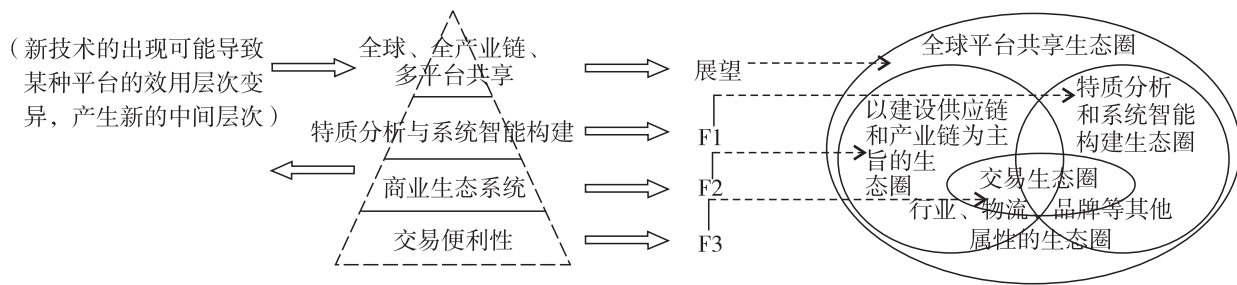 （新技术的出现可能导致
某种平台的效用层次变
异，产生新的中间层次）
全球、全产业链、
多平台共享
特质分析与系统智能构建
商业生态系统
交易便利性
展望
F1
F2
F3
全球平台共享生态圈
以建设供应链
和产业链为主
旨的生
态圈
特质分析
和系统智能
构建生态圈
交易生态圈
行业、物流、品牌等其他
属性的生态圈